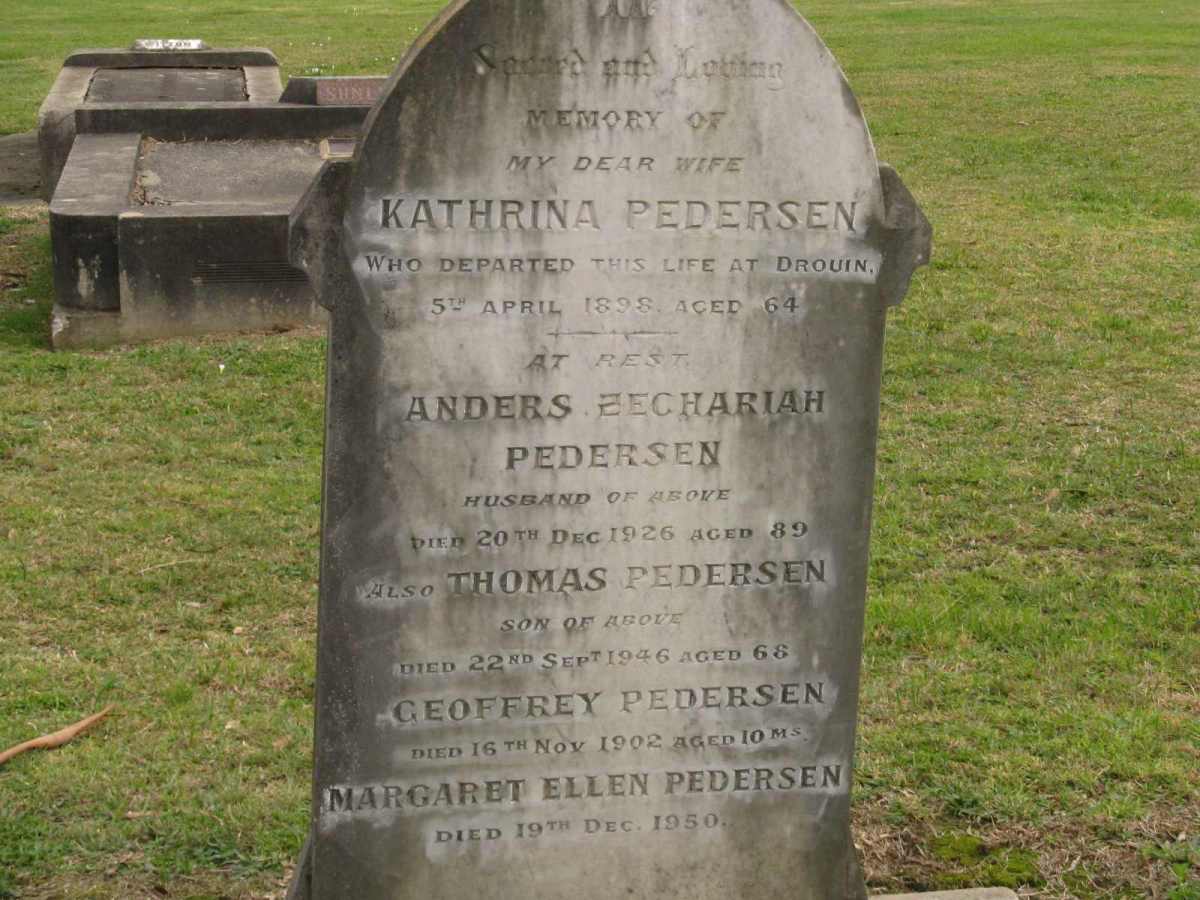 WILTON
Sacred and Loving
MEMORY OF
MY DEAR WIFE
KATHRINA PEDERSEN
WHO DEPARTED THIS LIFE AT DROUIN,
5TH APRIL 1898. AGED 64
AT REST.
ANDERS ZECHARIAH
PEDERSEN
HUSBAND OF ABOVE
DIED 20TH DEC 1926 AGED 89
ALSO THOMAS PEDERSEN
SON OF ABOVE
DIED 22ND SEPT 1946 AGED 68
GEOFFREY PEDERSEN
DIED 16TH NOV 1902 AGED 10 MS.
MARGARET ELLEN PEDERSEN
DIED 19TH DEC. 1950.